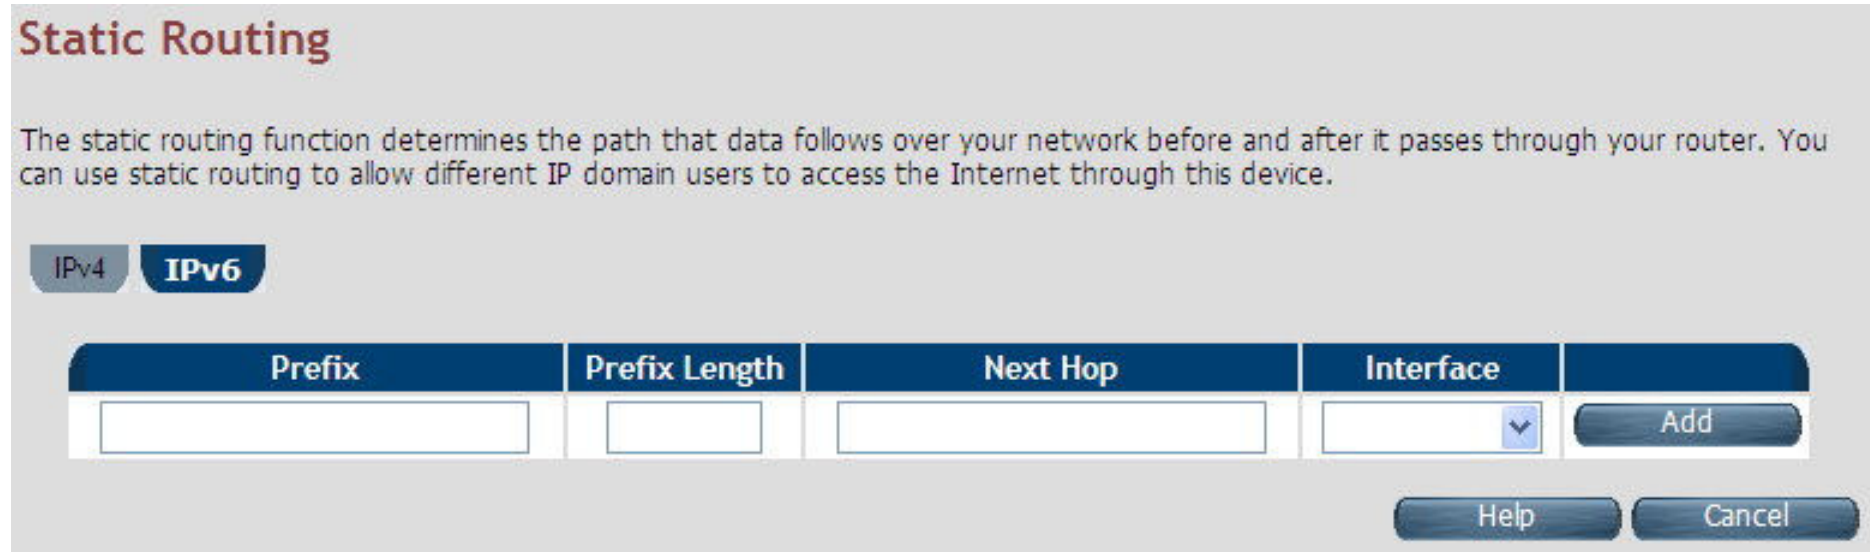 Static Routing
The static routing function determines the path that data follows over your network before and after it passes through your router. You
can use static routing to allow different IP domain users to access the Internet through this device.
IPv4 IPv6
Prefix Prefix Length Next Hop Interface
Add
Help Cancel